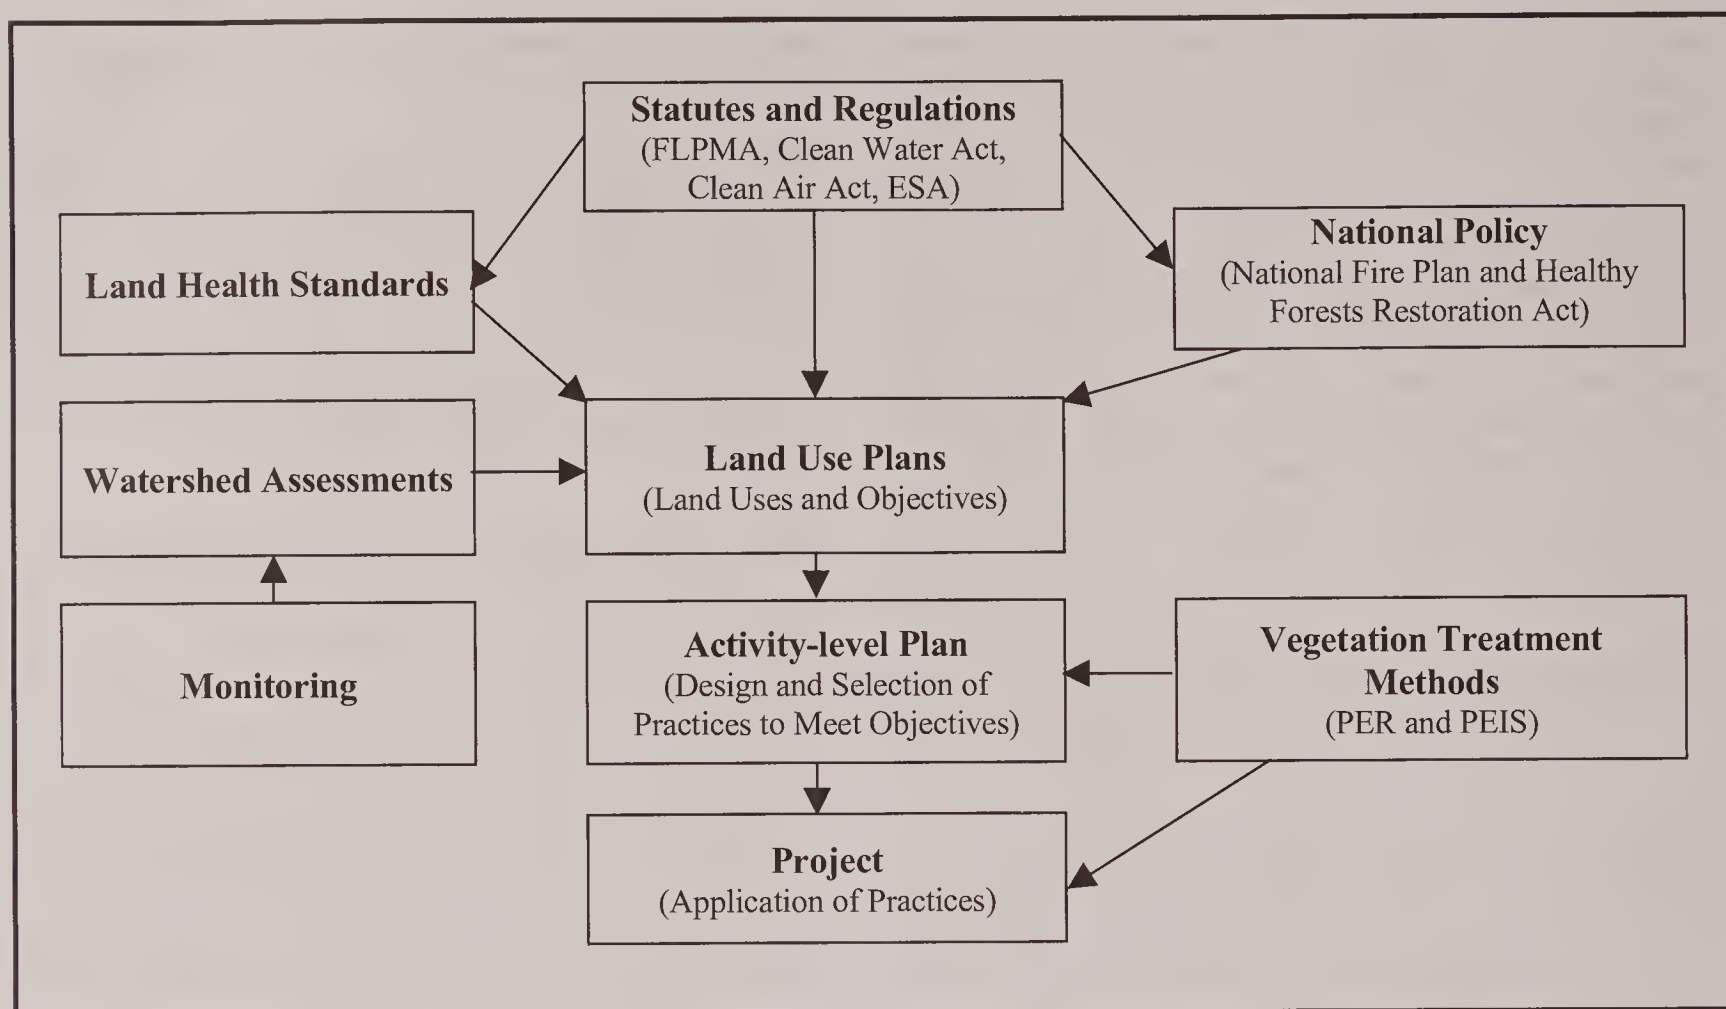 Statutes and Regulations
(FLPMA, Clean Water Act,
Clean Air Act, ESA)
Land Health Standards
National Policy
(National Fire Plan and Healthy
Forests Restoration Act)
Watershed Assessments
Land Use Plans
(Land Uses and Objectives)
Monitoring
Activity-level Plan
(Design and Selection of
Practices to Meet Objectives)
Vegetation Treatment
Methods
(PER and PEIS)
Project
(Application of Practices)